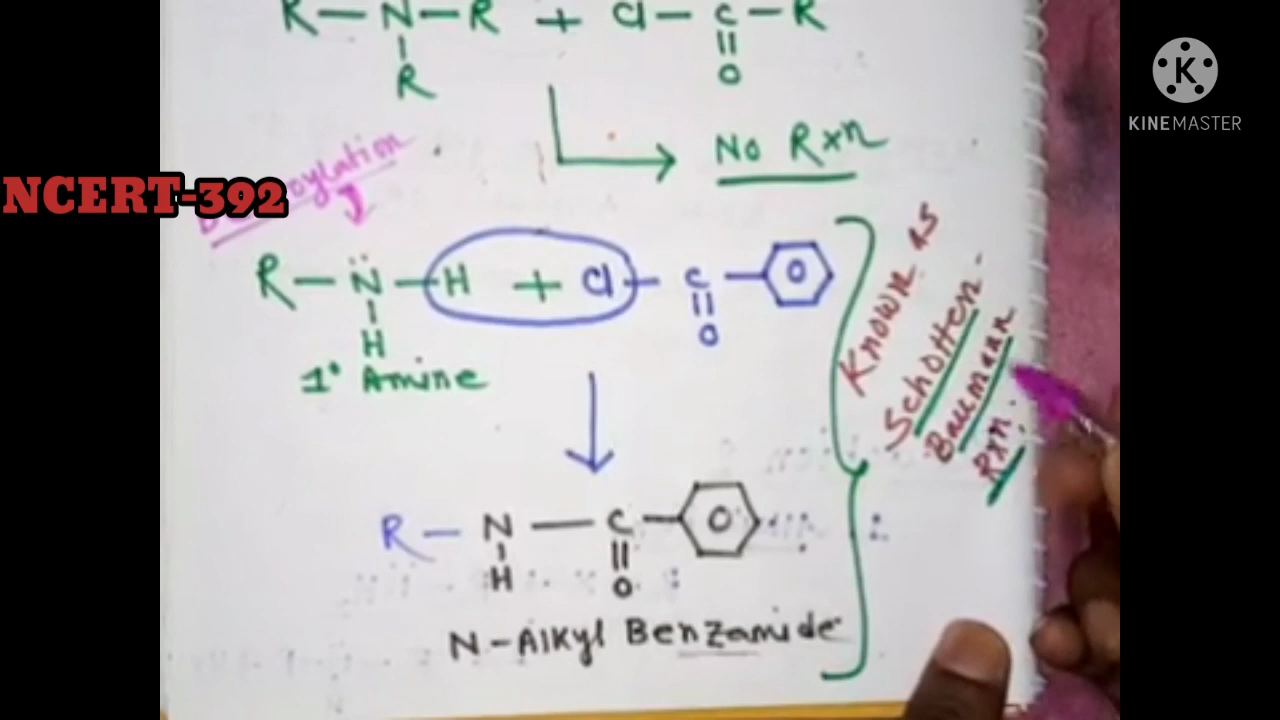 R — N — R + Cl — C — R
R O
No Rxn
NCERT-392
R — N — H + Cl — C —
H O
1° Amine
Known as
Schotten.
Baumann
Rxn.
R — N — C —
H O
N-Alkyl Benzamide
K
KINEMASTER